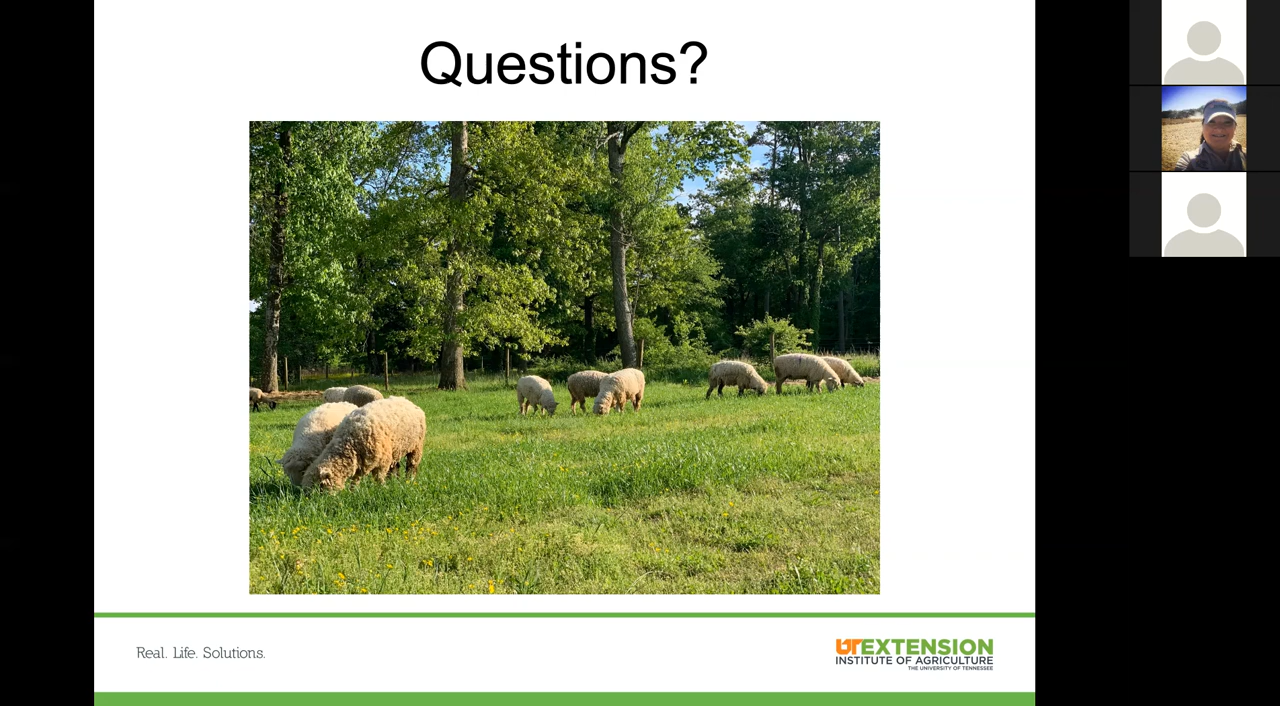 Questions?
Real. Life. Solutions.
UTEXTENSION
INSTITUTE OF AGRICULTURE
THE UNIVERSITY OF TENNESSEE